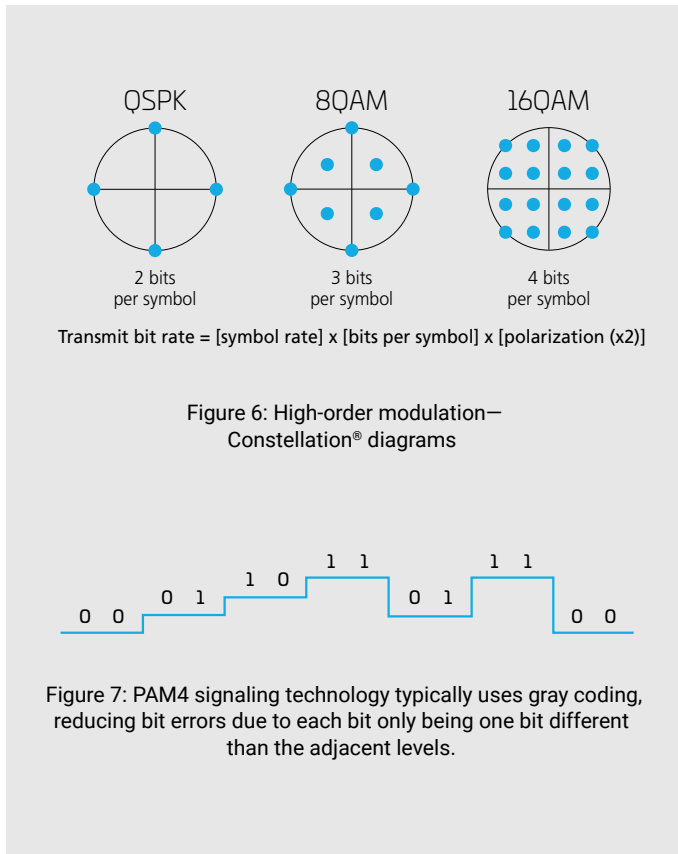 QSPK 8QAM 16QAM
2 bits 3 bits 4 bits
per symbol per symbol per symbol
Transmit bit rate = [symbol rate] x [bits per symbol] x [polarization (x2)]
Figure 6: High-order modulation—
Constellation® diagrams
0 0 0 1 1 0 1 1 0 1 1 1 0 0
Figure 7: PAM4 signaling technology typically uses gray coding,
reducing bit errors due to each bit only being one bit different
than the adjacent levels.